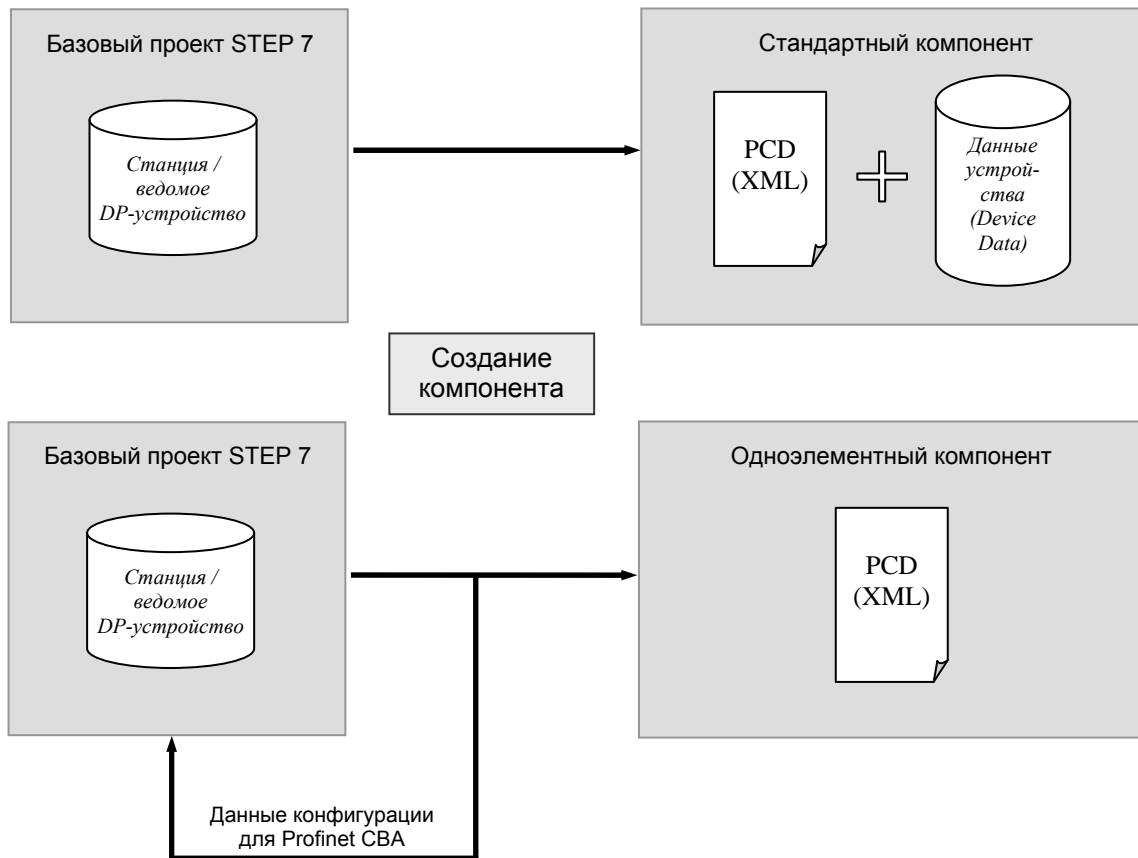 Базовый проект STEP 7
Станция /
ведомое
DP-устройство
Стандартный компонент
PCD
(XML)
Данные
устрой-
ства
(Device
Data)
Создание
компонента
Базовый проект STEP 7
Станция /
ведомое
DP-устройство
Одноэлементный компонент
PCD
(XML)
Данные конфигурации
для Profinet CBA